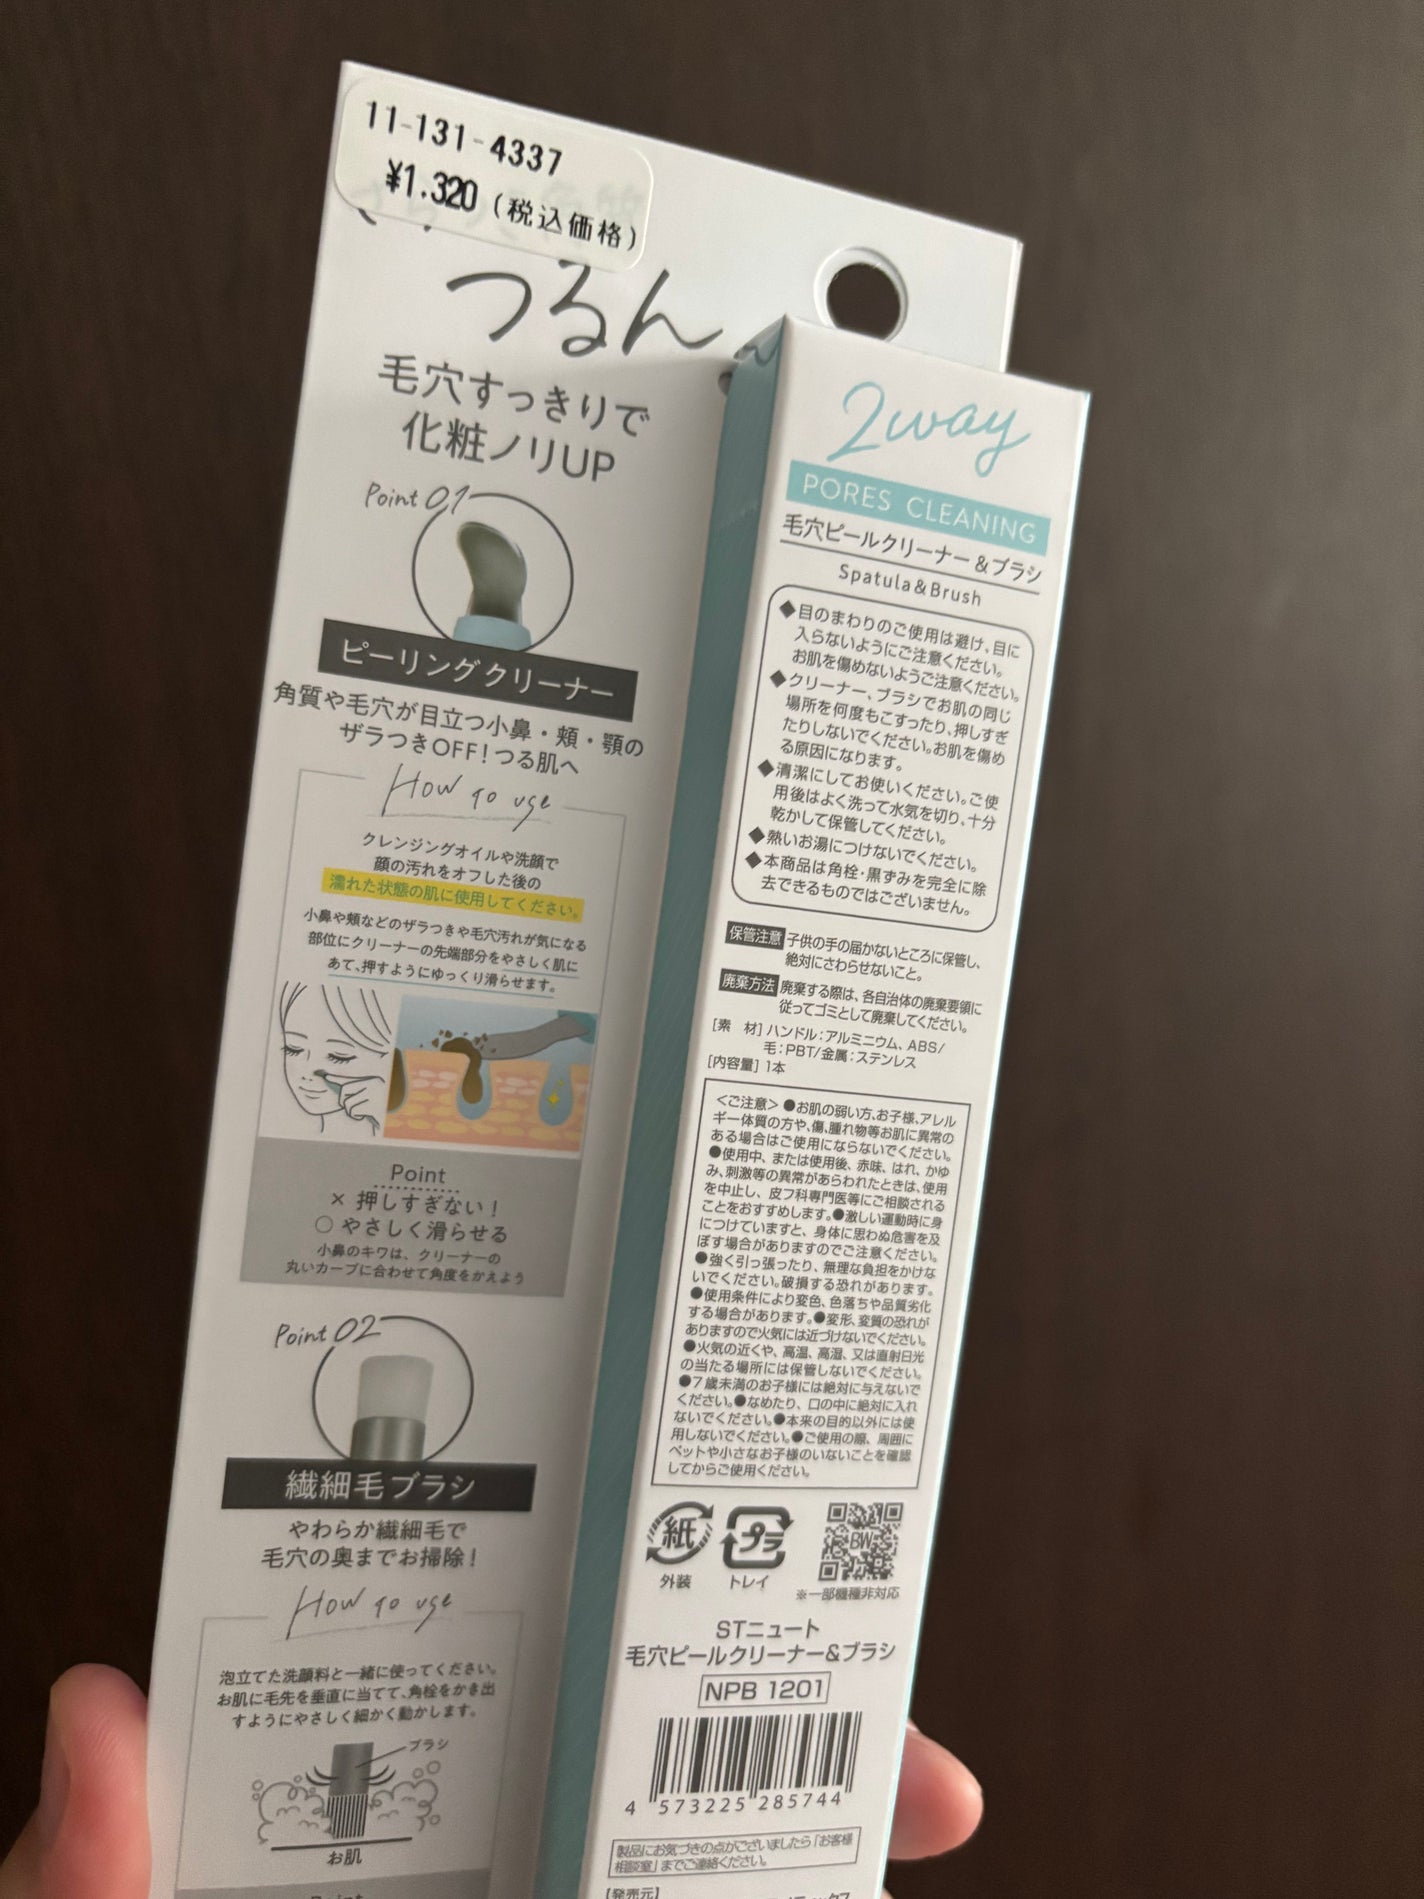 11-131-4337
¥1,320(税込価格)
つるん
毛穴すっきりで
化粧ノリUP
Point 01
ピーリングクリーナー
角質や毛穴が目立つ小鼻・頬・顎の
ザラつきOFF!つる肌へ
How to use
クレンジングオイルや洗顔で
顔の汚れをオフした後の
濡れた状態の肌に使用してください。
小鼻や頬などのザラつきや毛穴汚れが気になる
部位にクリーナーの先端部分をやさしく肌に
あて、押すようにゆっくり滑らせます。
Point
× 押しすぎない!
○ やさしく滑らせる
小鼻のキワは、クリーナーの
丸いカーブに合わせて角度をかえよう
Point 02
繊細毛ブラシ
やわらか繊細毛で
毛穴の奥までお掃除!
How to use
泡立てた洗顔料と一緒に使ってください。
お肌に毛先を垂直に当てて、角栓をかき出
すようにやさしく細かく動かします。
ブラシ
お肌
2way
PORES CLEANING
毛穴ピールクリーナー&ブラシ
Spatula&Brush
◆目のまわりのご使用は避け、目に
入らないようにご注意ください。
お肌を傷めないようご注意ください。
◆クリーナー、ブラシでお肌の同じ
場所を何度もこすったり、押しすぎ
たりしないでください。お肌を傷め
る原因になります。
◆清潔にしてお使いください。ご使
用後はよく洗って水気を切り、十分
乾かして保管してください。
◆熱いお湯につけないでください。
◆本商品は角栓・黒ずみを完全に除
去できるものではございません。
保管注意 子供の手の届かないところに保管し、
絶対にさわらせないこと。
廃棄方法 廃棄する際は、各自治体の廃棄要領に
従ってゴミとして廃棄してください。
[素 材]ハンドル:アルミニウム、ABS/
毛:PBT/金属:ステンレス
[内容量]1本
<ご注意>●お肌の弱い方、お子様、アレル
ギー体質の方や、傷、腫れ物等お肌に異常の
ある場合はご使用にならないでください。
●使用中、または使用後、赤味、はれ、かゆ
み、刺激等の異常があらわれたときは、使用
を中止し、皮フ科専門医等にご相談される
ことをおすすめします。●激しい運動時に身
につけていますと、身体に思わぬ危害を及
ぼす場合がありますのでご注意ください。
●強く引っ張ったり、無理な負担をかけな
いでください。破損する恐れがあります。
●使用条件により変色、色落ちや品質劣化
する場合があります。●変形、変質の恐れが
ありますので火気には近づけないでください。
●火気の近くや、高温、高湿、又は直射日光
の当たる場所には保管しないでください。
●7歳未満のお子様には絶対に与えないで
ください。●なめたり、口の中に絶対に入れ
ないでください。●本来の目的以外には使
用しないでください。●ご使用の際、周囲に
ペットや小さなお子様のいないことを確認
してからご使用ください。
紙
外装
プラ
トレイ
BW
※一部機種非対応
STニュート
毛穴ピールクリーナー&ブラシ
NPB 1201
4 573225 285744
製品にお気づきの点がございましたら「お客様
相談室」までご連絡ください。
[発売元]